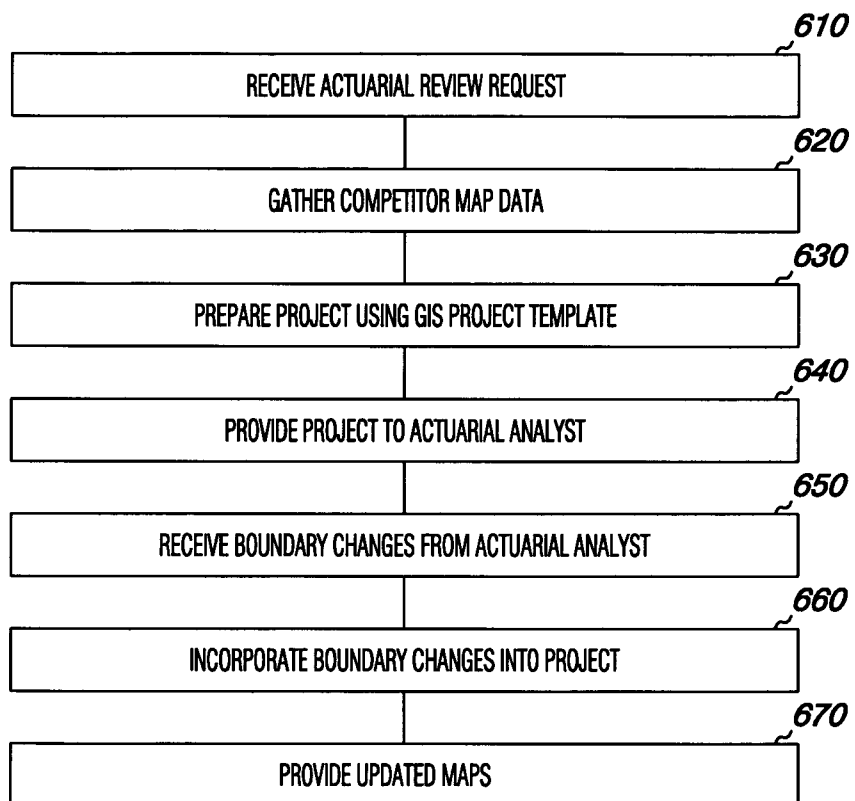 610
RECEIVE ACTUARIAL REVIEW REQUEST
620
GATHER COMPETITOR MAP DATA
630
PREPARE PROJECT USING GIS PROJECT TEMPLATE
640
PROVIDE PROJECT TO ACTUARIAL ANALYST
650
RECEIVE BOUNDARY CHANGES FROM ACTUARIAL ANALYST
660
INCORPORATE BOUNDARY CHANGES INTO PROJECT
670
PROVIDE UPDATED MAPS